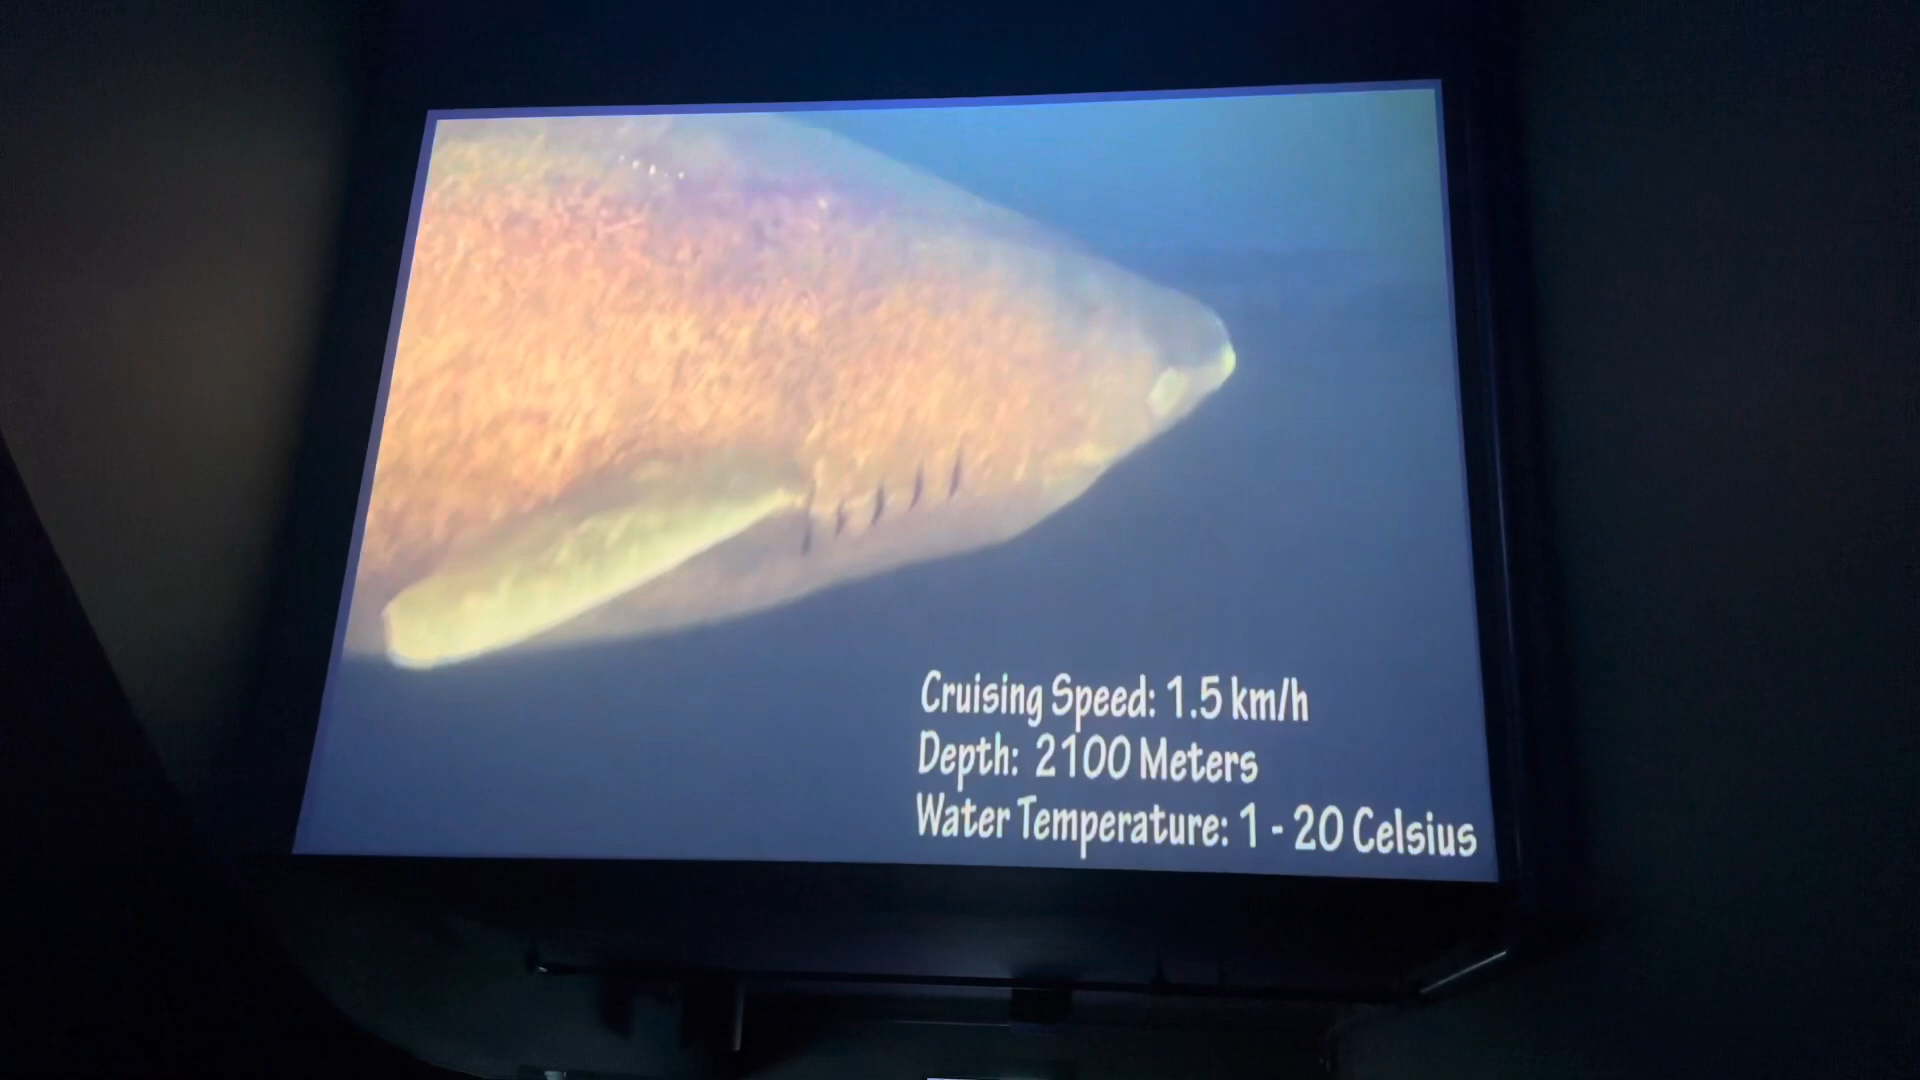 Cruising Speed: 1.5 km/h
Depth: 2100 Meters
Water Temperature: 1 - 20 Celsius